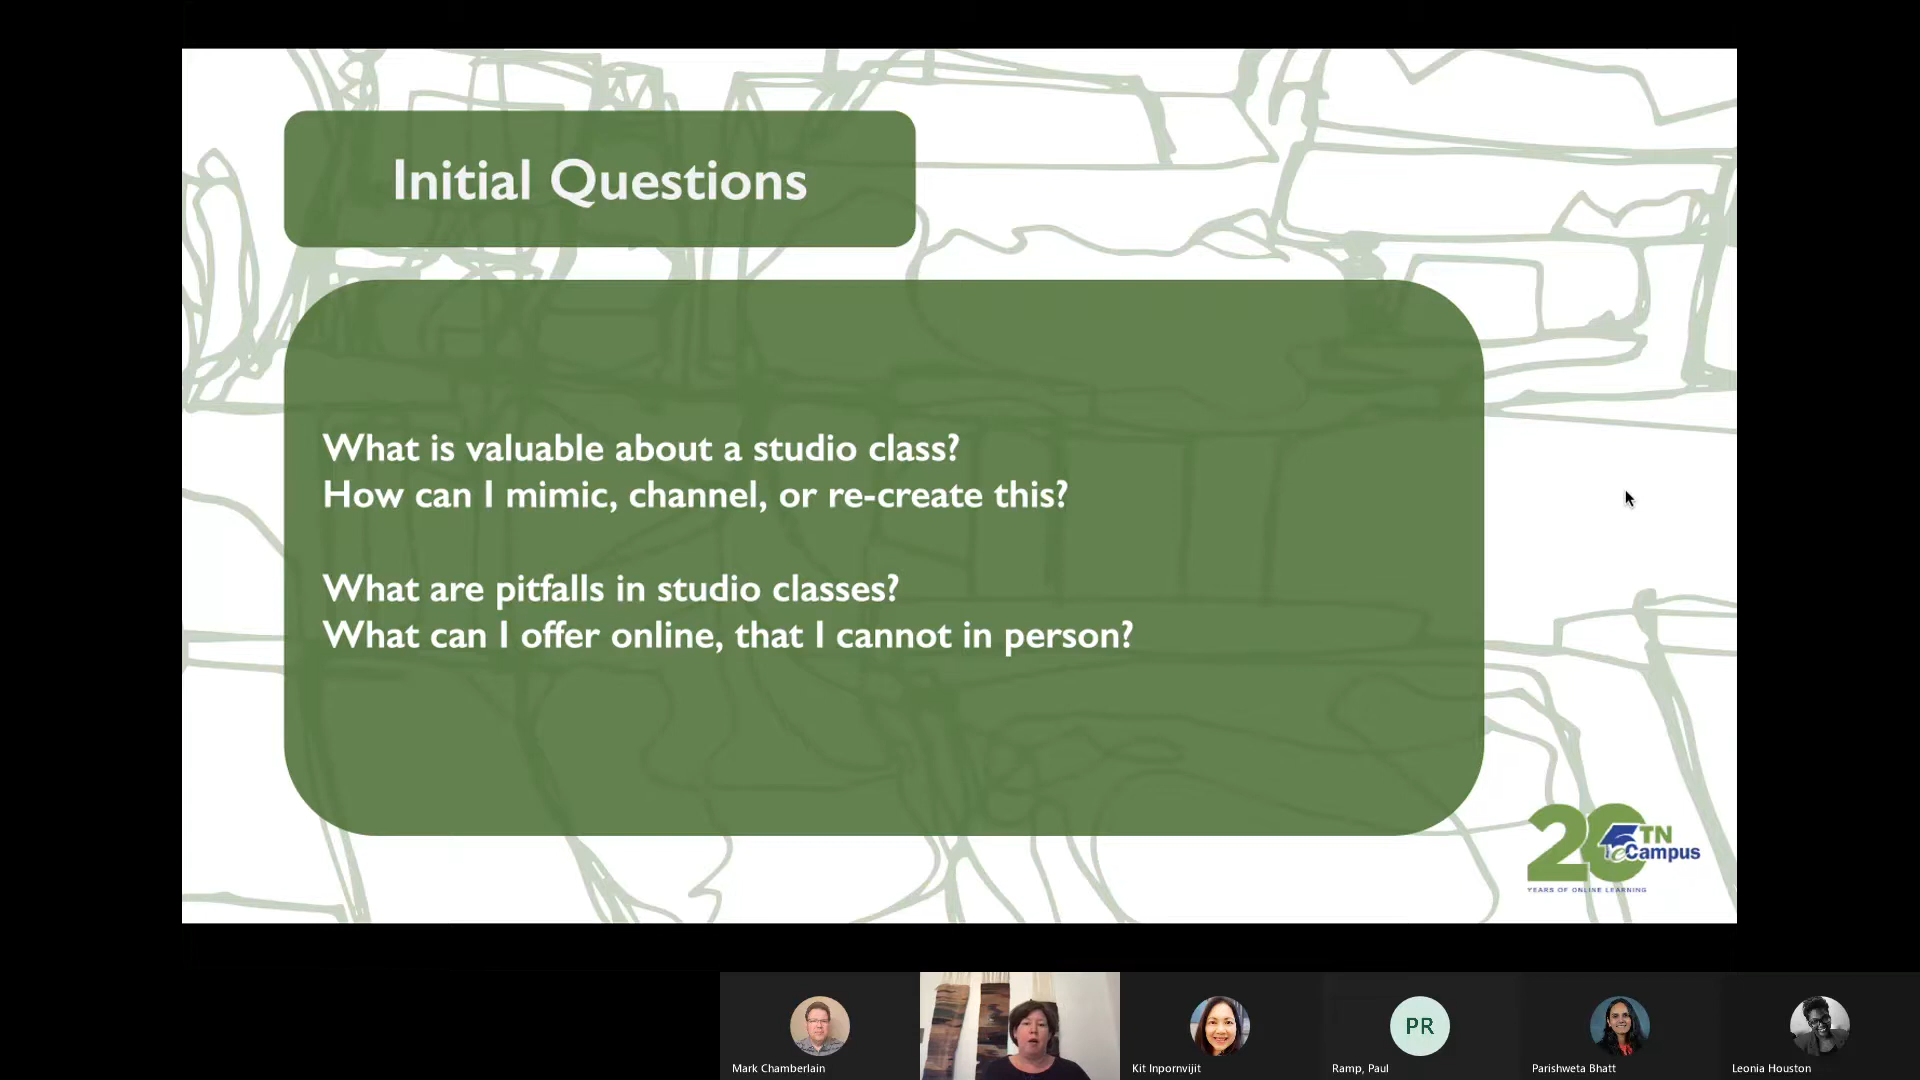 Initial Questions
What is valuable about a studio class?
How can I mimic, channel, or re-create this?
What are pitfalls in studio classes?
What can I offer online, that I cannot in person?
20 TN
eCampus
YEARS OF ONLINE LEARNING
PR
Mark Chamberlain
Kit Inpornvijit
Ramp, Paul
Parishweta Bhatt
Leonia Houston